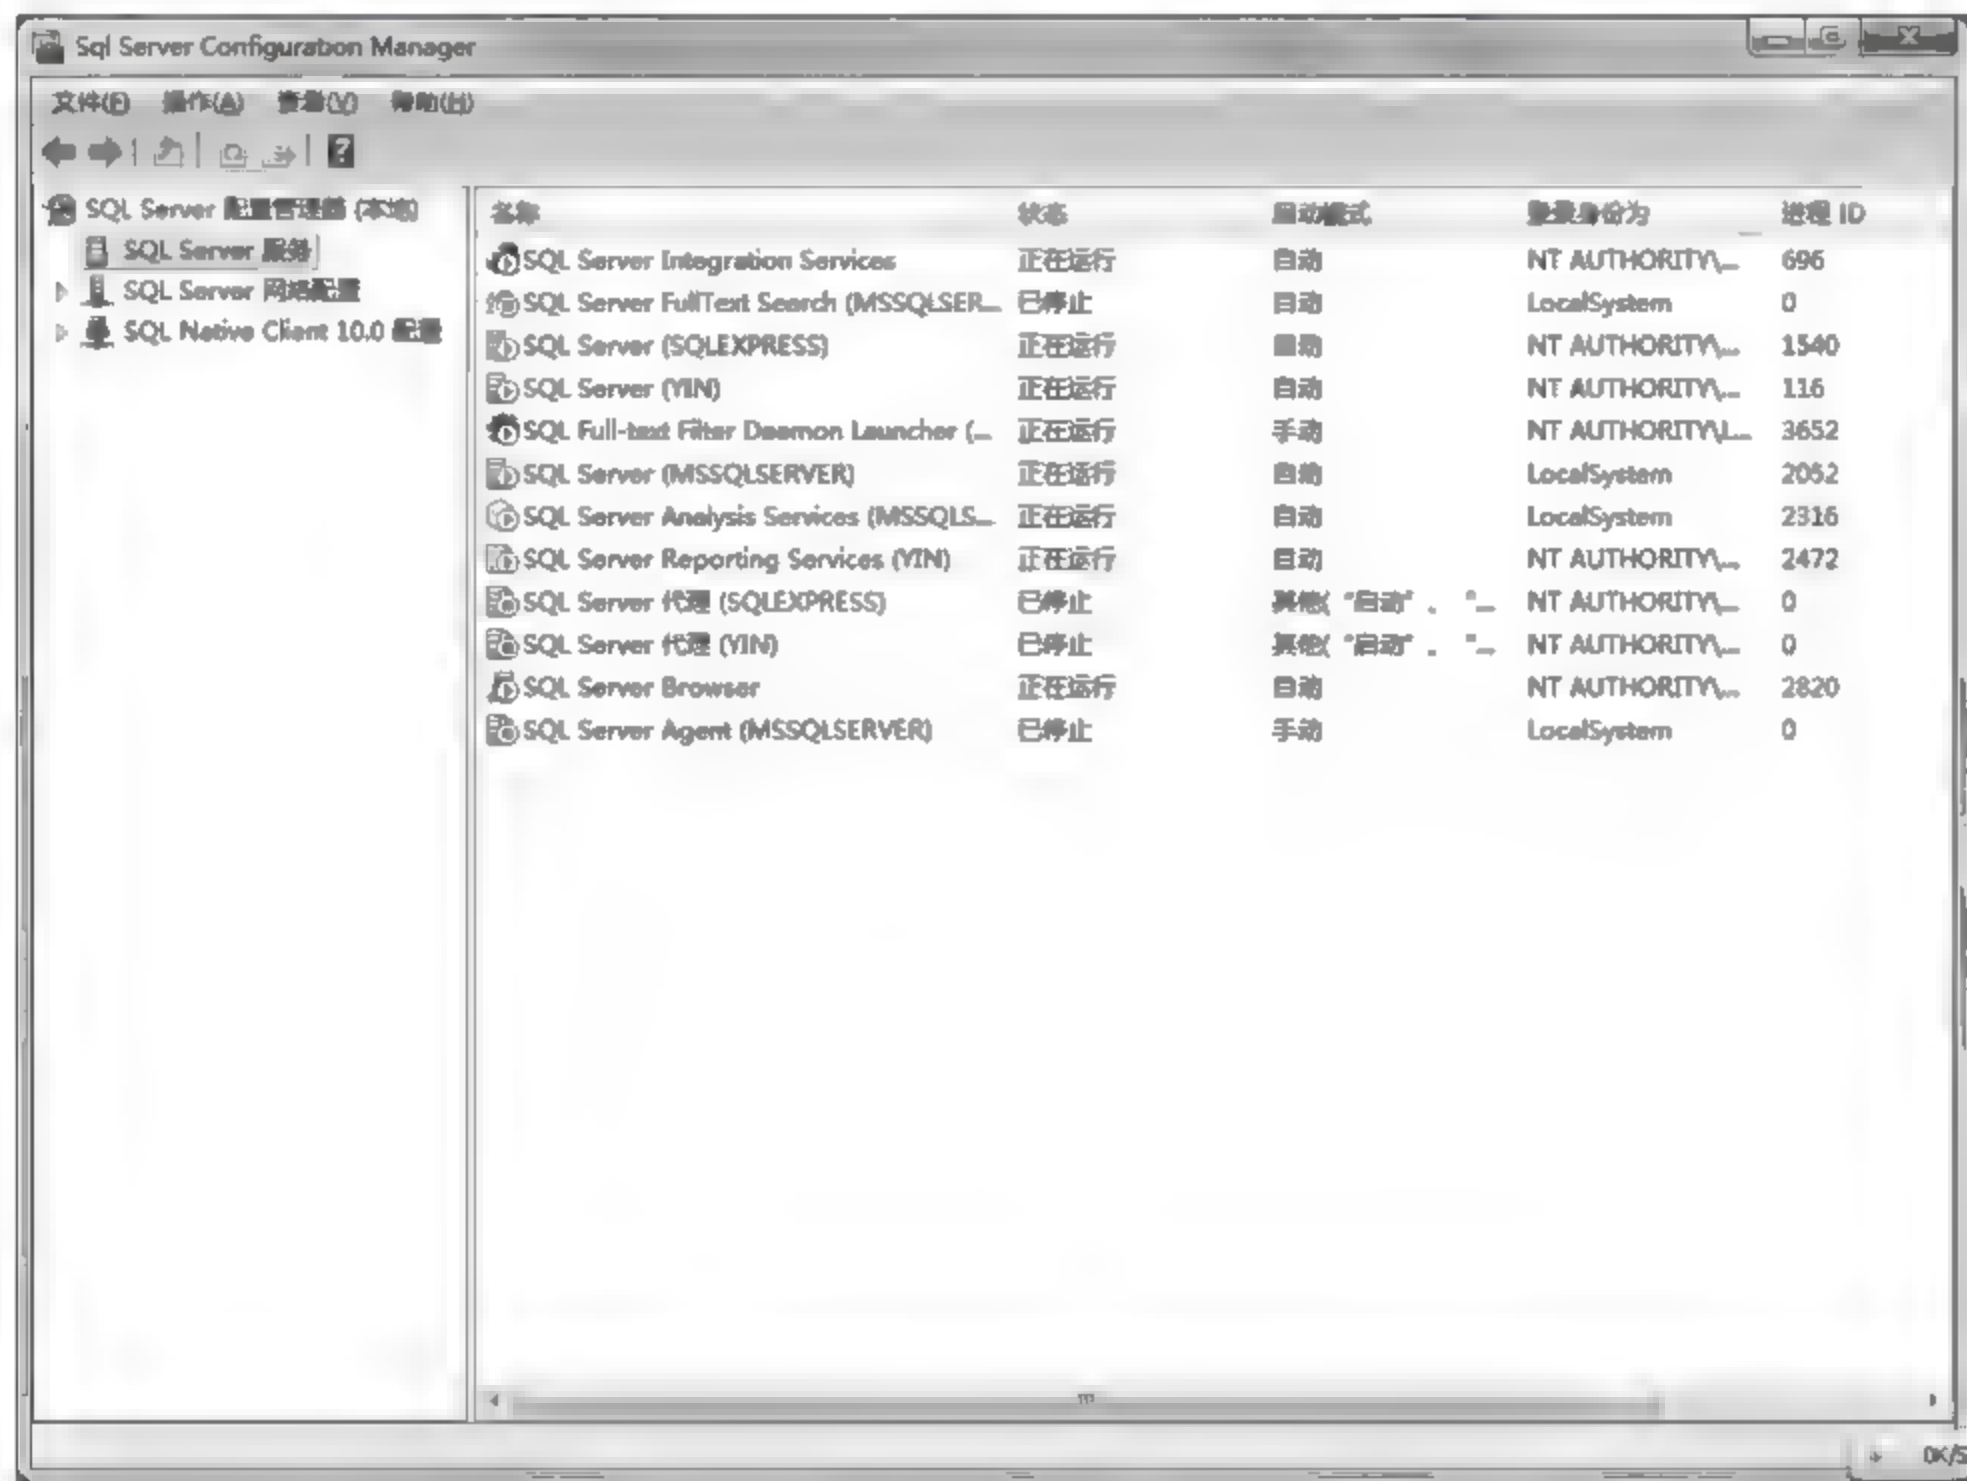 Sql Server Configuration Manager
文件(F) 操作(A) 查看(V) 帮助(H)
SQL Server 配置管理器 (本地)
SQL Server 服务
SQL Server 网络配置
SQL Native Client 10.0 配置
名称 状态 启动模式 登录身份为 进程 ID
SQL Server Integration Services 正在运行 自动 NT AUTHORITY\... 696
SQL Server FullText Search (MSSQLSER... 已停止 自动 LocalSystem 0
SQL Server (SQLEXPRESS) 正在运行 自动 NT AUTHORITY\... 1540
SQL Server (YIN) 正在运行 自动 NT AUTHORITY\... 116
SQL Full-text Filter Daemon Launcher (... 正在运行 手动 NT AUTHORITY\L... 3652
SQL Server (MSSQLSERVER) 正在运行 自动 LocalSystem 2052
SQL Server Analysis Services (MSSQLS... 正在运行 自动 LocalSystem 2316
SQL Server Reporting Services (YIN) 正在运行 自动 NT AUTHORITY\... 2472
SQL Server 代理 (SQLEXPRESS) 已停止 其他( "启动"、"... NT AUTHORITY\... 0
SQL Server 代理 (YIN) 已停止 其他( "启动"、"... NT AUTHORITY\... 0
SQL Server Browser 正在运行 自动 NT AUTHORITY\... 2820
SQL Server Agent (MSSQLSERVER) 已停止 手动 LocalSystem 0
0K/S